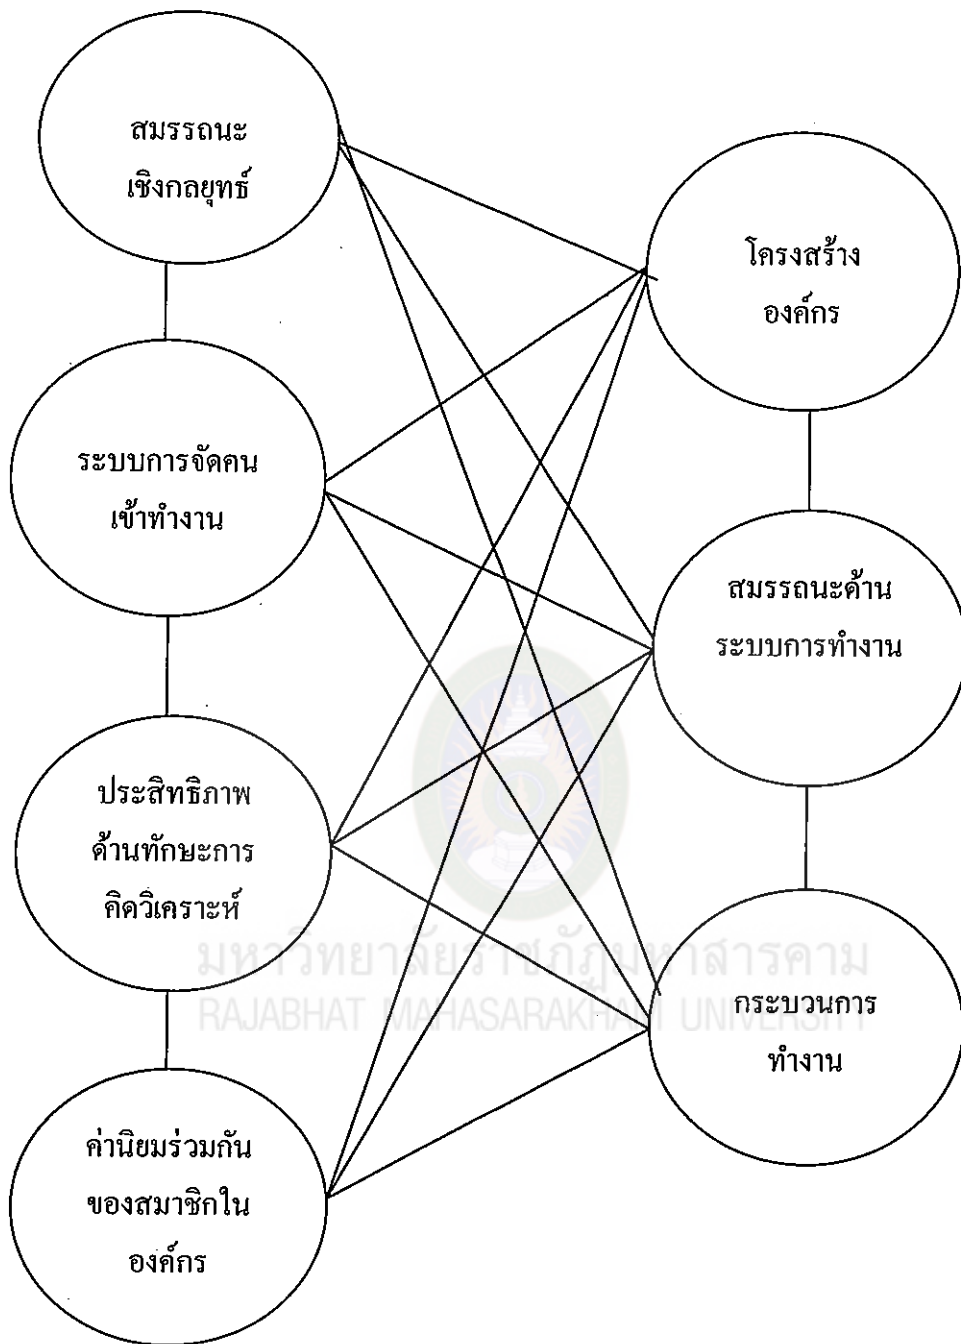 สมรรถนะ
เชิงกลยุทธ์
โครงสร้าง
องค์กร
ระบบการจัดคน
เข้าทำงาน
สมรรถนะด้าน
ระบบการทำงาน
ประสิทธิภาพ
ด้านทักษะการ
คิดวิเคราะห์
มหาวิทยาลัยราชภัฏมหาสารคาม
RAJABHAT MAHASARAKHAM UNIVERSITY
กระบวนการ
ทำงาน
ค่านิยมร่วมกัน
ของสมาชิกใน
องค์กร